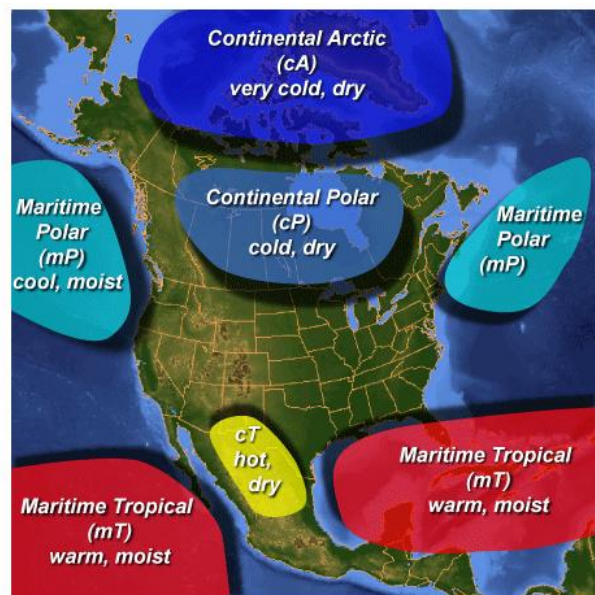 Continental Arctic
(cA)
very cold, dry
Continental Polar
(cP)
cold, dry
Maritime
Polar
(mP)
cool, moist
Maritime
Polar
(mP)
cT
hot,
dry
Maritime Tropical
(mT)
warm, moist
Maritime Tropical
(mT)
warm, moist